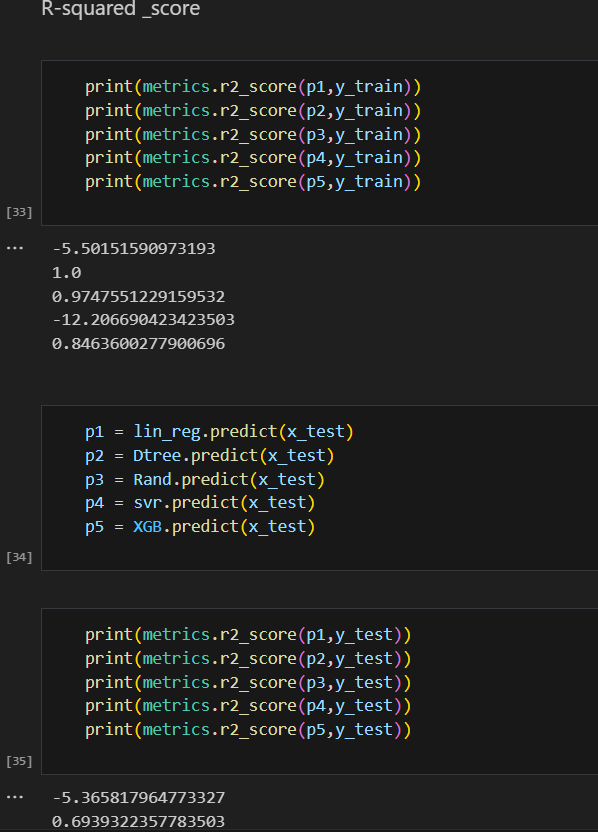 R-squared _score
print(metrics.r2_score(p1,y_train))
print(metrics.r2_score(p2,y_train))
print(metrics.r2_score(p3,y_train))
print(metrics.r2_score(p4,y_train))
print(metrics.r2_score(p5,y_train))
[33]
... -5.50151590973193
1.0
0.9747551229159532
-12.206690423423503
0.8463600277900696
p1 = lin_reg.predict(x_test)
p2 = Dtree.predict(x_test)
p3 = Rand.predict(x_test)
p4 = svr.predict(x_test)
p5 = XGB.predict(x_test)
[34]
print(metrics.r2_score(p1,y_test))
print(metrics.r2_score(p2,y_test))
print(metrics.r2_score(p3,y_test))
print(metrics.r2_score(p4,y_test))
print(metrics.r2_score(p5,y_test))
[35]
... -5.365817964773327
0.6939322357783503